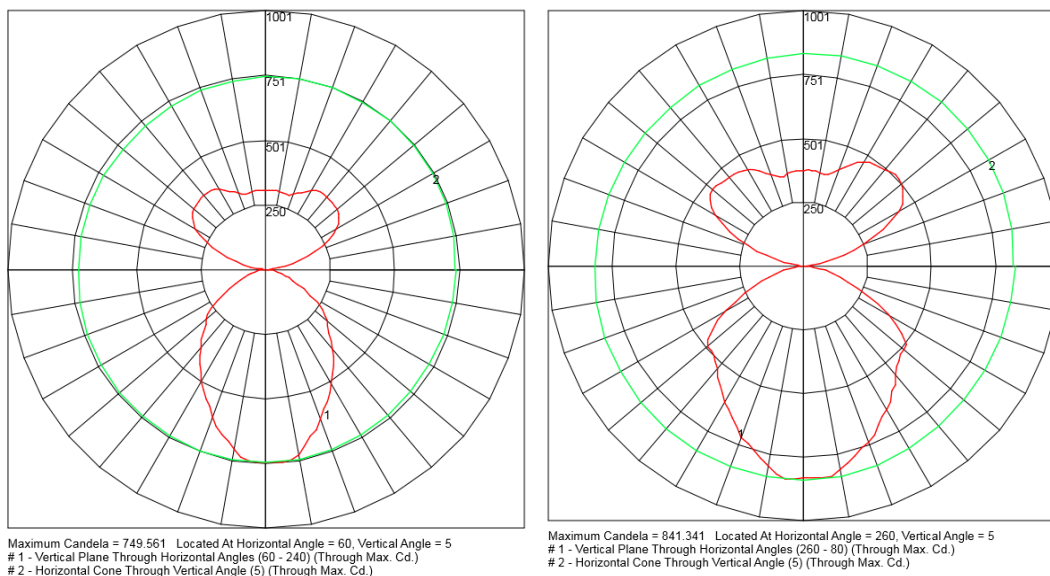 1001
751
501
250
2
1
Maximum Candela = 749.561 Located At Horizontal Angle = 60, Vertical Angle = 5
# 1 - Vertical Plane Through Horizontal Angles (60 - 240) (Through Max. Cd.)
# 2 - Horizontal Cone Through Vertical Angle (5) (Through Max. Cd.)
1001
751
501
250
2
1
Maximum Candela = 841.341 Located At Horizontal Angle = 260, Vertical Angle = 5
# 1 - Vertical Plane Through Horizontal Angles (260 - 80) (Through Max. Cd.)
# 2 - Horizontal Cone Through Vertical Angle (5) (Through Max. Cd.)